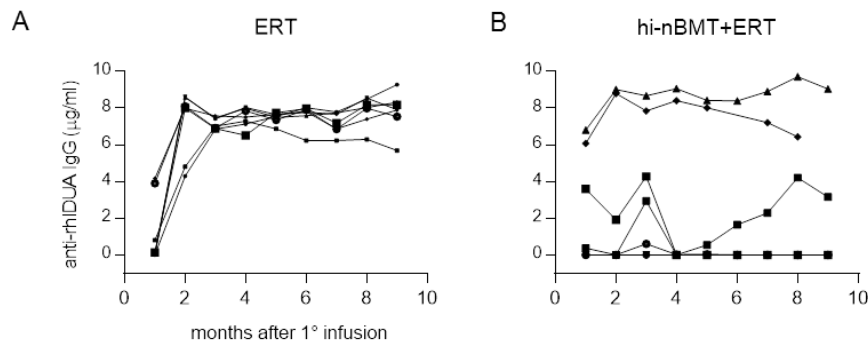 A
ERT
B
hi-nBMT+ERT
anti-rhIDUA IgG (µg/ml)
10
8
6
4
2
0
0 2 4 6 8 10
months after 1° infusion
10
8
6
4
2
0
0 2 4 6 8 10